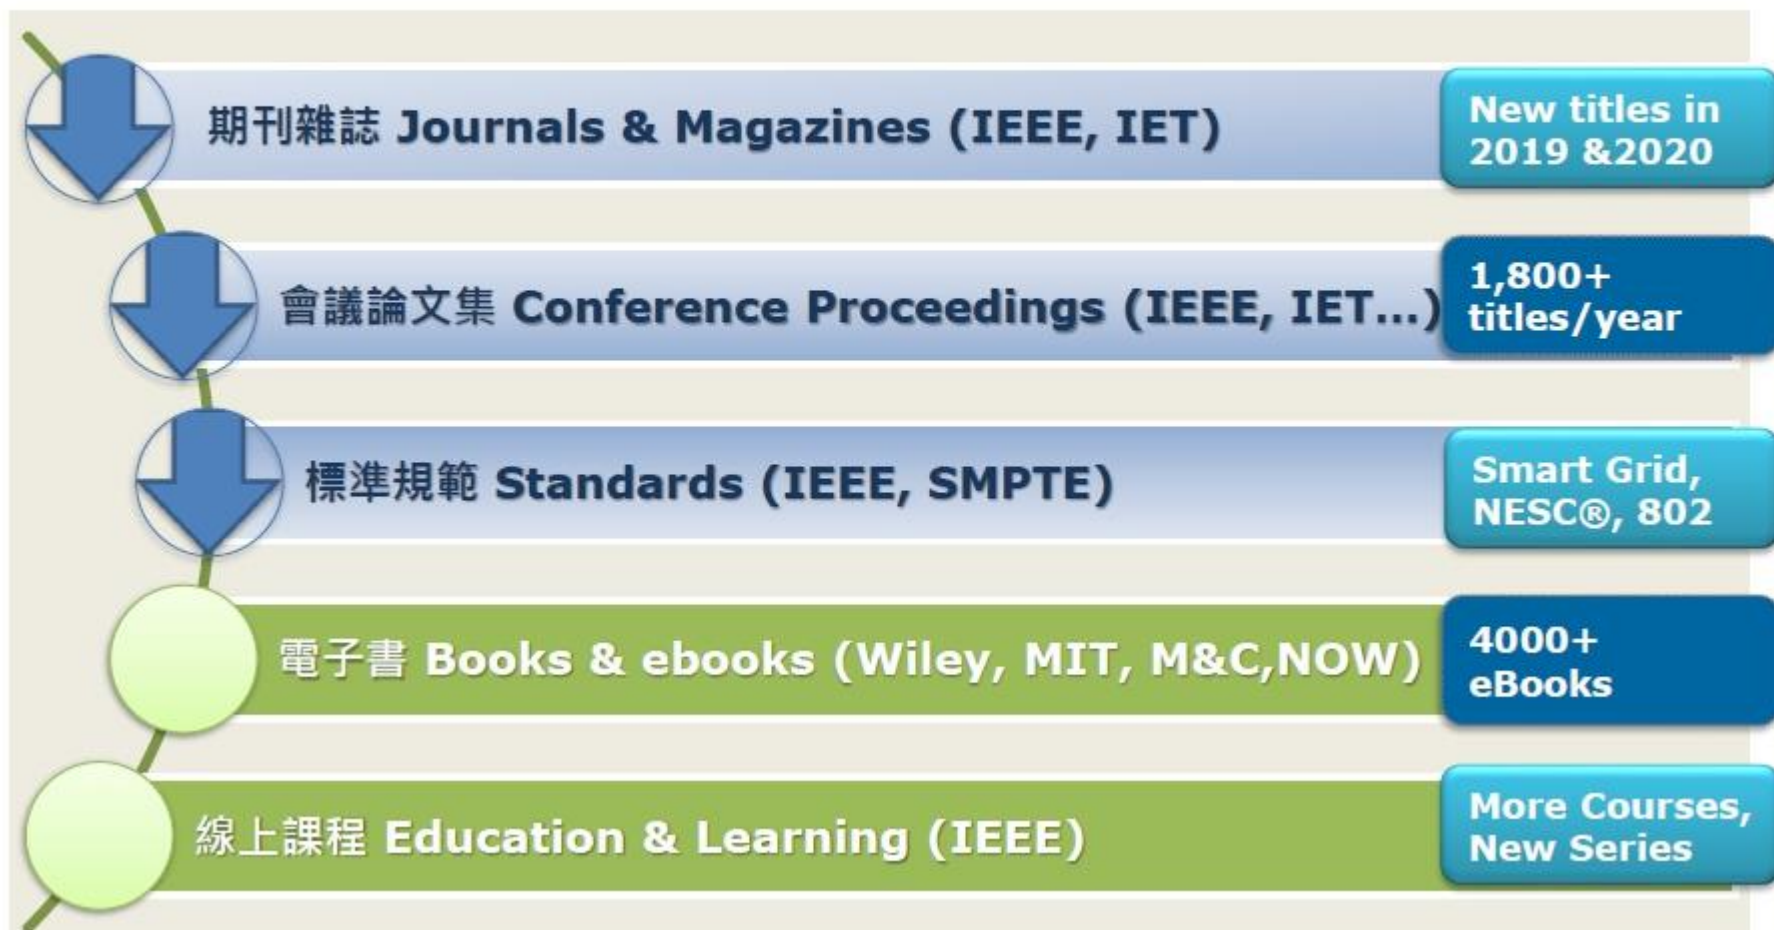 期刊雜誌 Journals & Magazines (IEEE, IET)
New titles in
2019 &2020
會議論文集 Conference Proceedings (IEEE, IET...)
1,800+
titles/year
標準規範 Standards (IEEE, SMPTE)
Smart Grid,
NESC®, 802
電子書 Books & ebooks (Wiley, MIT, M&C,NOW)
4000+
eBooks
線上課程 Education & Learning (IEEE)
More Courses,
New Series